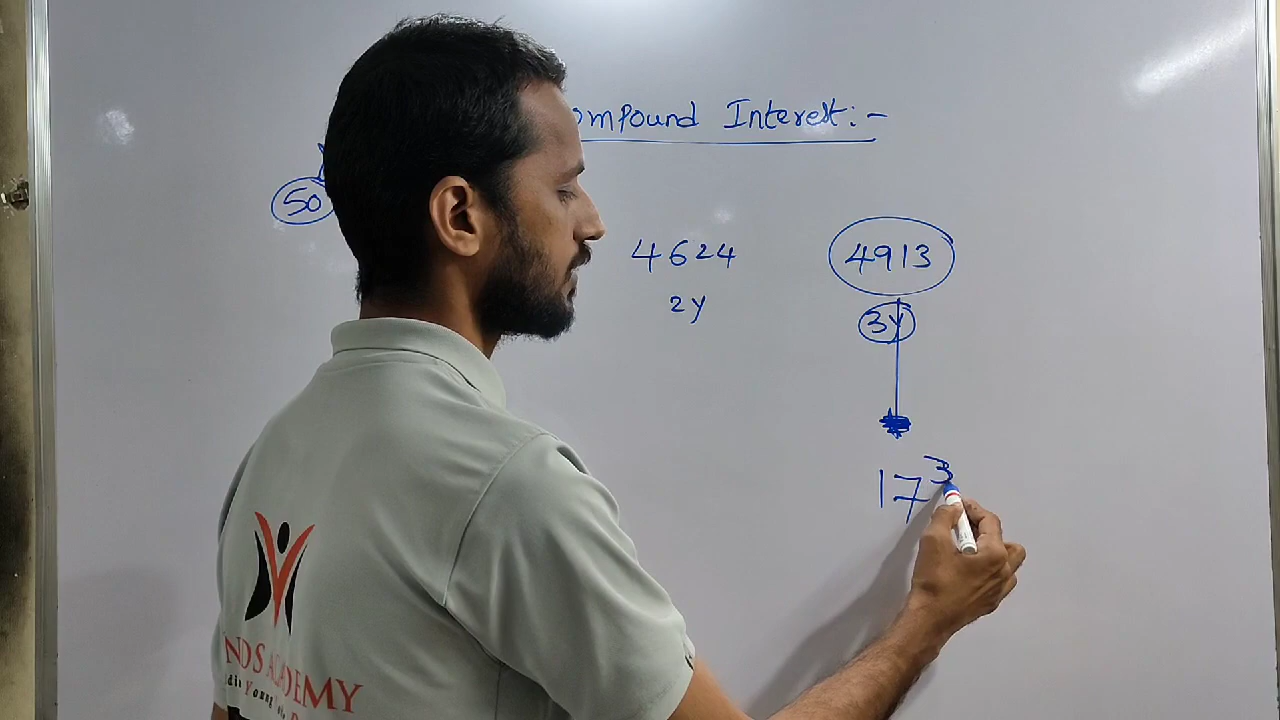 ompound Interest:-
50
4624 4913
2y 3y
17³
NDS ACADEMY